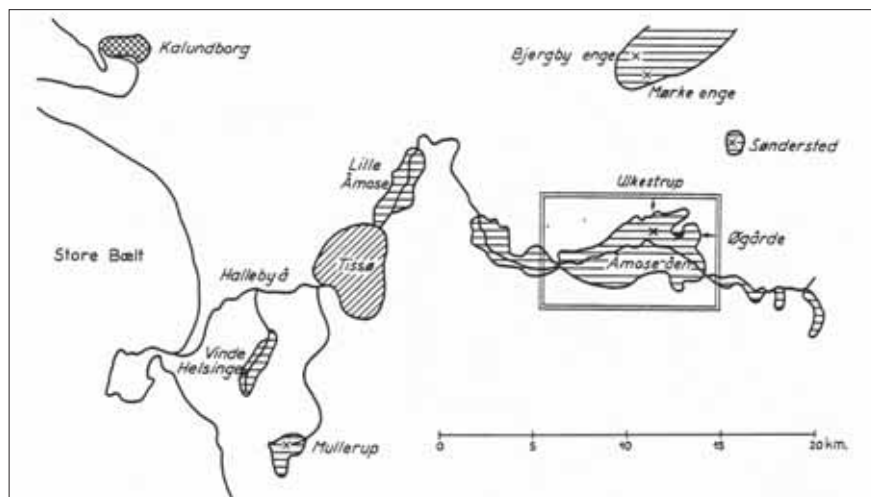 Kalundborg
Bjergby enge
Mørke enge
Søndersted
Lille
Åmose
Ulkestrup
Øgårde
Store Bælt
Tissø
Åmose-åen
Halleby å
Vinde
Helsinge
Mullerup
0 5 10 15 20 km.